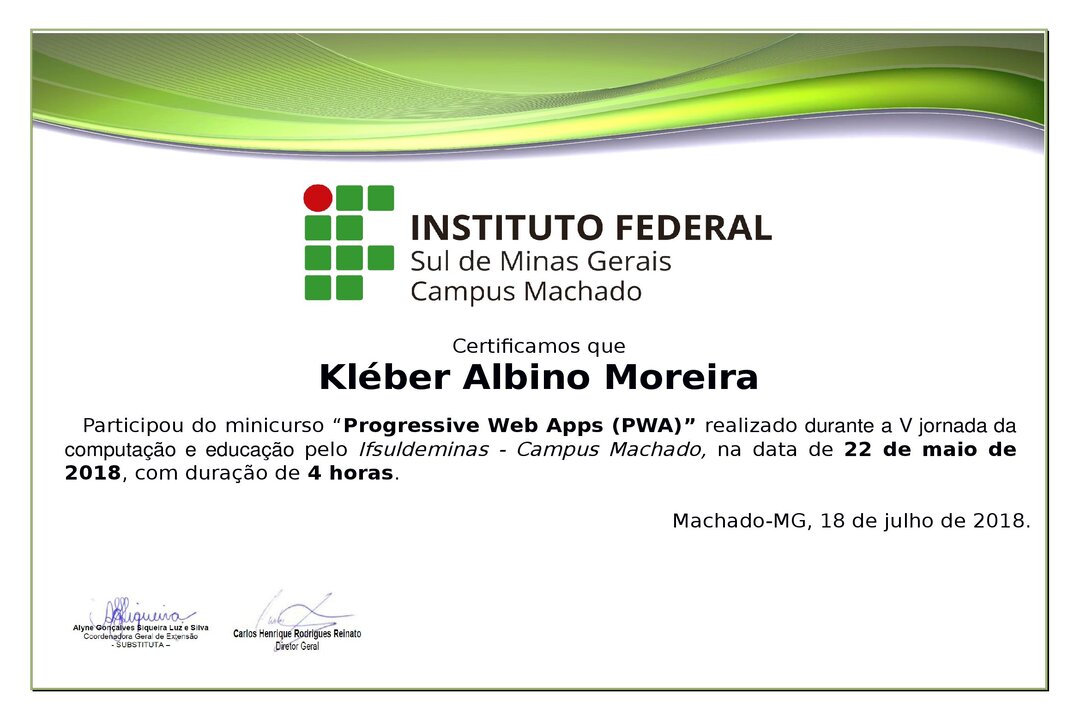 INSTITUTO FEDERAL
Sul de Minas Gerais
Campus Machado
Certificamos que
Kléber Albino Moreira
Participou do minicurso “Progressive Web Apps (PWA)” realizado durante a V jornada da
computação e educação pelo Ifsuldeminas - Campus Machado, na data de 22 de maio de
2018, com duração de 4 horas.
Machado-MG, 18 de julho de 2018.
Alyne Gonçalves Siqueira Luz e Silva
Coordenadora Geral de Extensão
- SUBSTITUTA –
Carlos Henrique Rodrigues Reinato
Diretor Geral